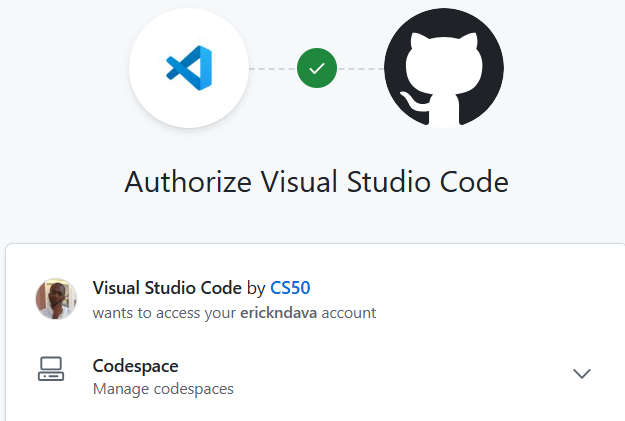 Authorize Visual Studio Code
Visual Studio Code by CS50
wants to access your erickndava account
Codespace
Manage codespaces